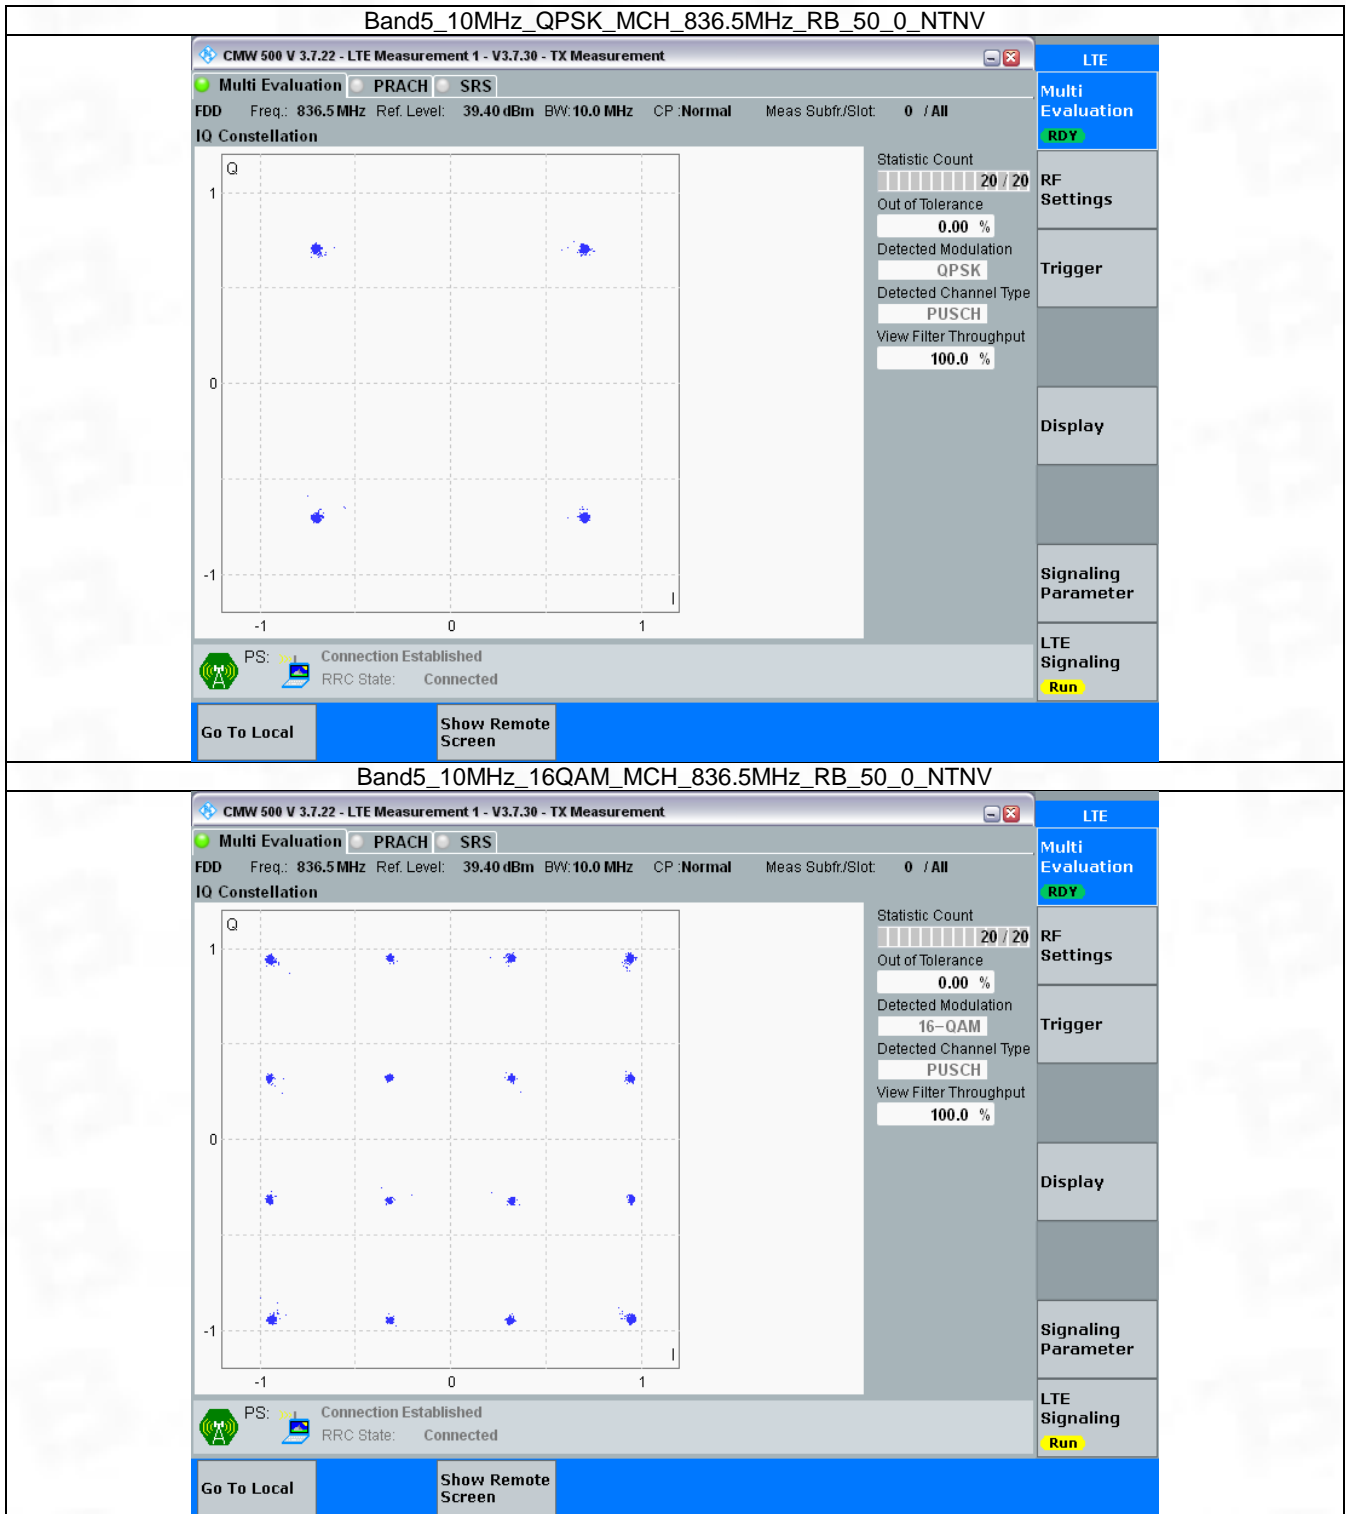 Band5_10MHz_QPSK_MCH_836.5MHz_RB_50_0_NTNV
CMW 500 V 3.7.22 - LTE Measurement 1 - V3.7.30 - TX Measurement
LTE
Multi Evaluation PRACH SRS
Multi
Evaluation
RDY
FDD Freq.: 836.5 MHz Ref. Level: 39.40 dBm BW: 10.0 MHz CP : Normal Meas Subfr./Slot: 0 / All
IQ Constellation
Q
1
0
-1
I
-1 0 1
Statistic Count
20 / 20
Out of Tolerance
0.00 %
Detected Modulation
QPSK
Detected Channel Type
PUSCH
View Filter Throughput
100.0 %
RF
Settings
Trigger
Display
Signaling
Parameter
LTE
Signaling
Run
PS: Connection Established
RRC State: Connected
Go To Local
Show Remote
Screen
Band5_10MHz_16QAM_MCH_836.5MHz_RB_50_0_NTNV
CMW 500 V 3.7.22 - LTE Measurement 1 - V3.7.30 - TX Measurement
LTE
Multi Evaluation PRACH SRS
Multi
Evaluation
RDY
FDD Freq.: 836.5 MHz Ref. Level: 39.40 dBm BW: 10.0 MHz CP : Normal Meas Subfr./Slot: 0 / All
IQ Constellation
Q
1
0
-1
I
-1 0 1
Statistic Count
20 / 20
Out of Tolerance
0.00 %
Detected Modulation
16-QAM
Detected Channel Type
PUSCH
View Filter Throughput
100.0 %
RF
Settings
Trigger
Display
Signaling
Parameter
LTE
Signaling
Run
PS: Connection Established
RRC State: Connected
Go To Local
Show Remote
Screen